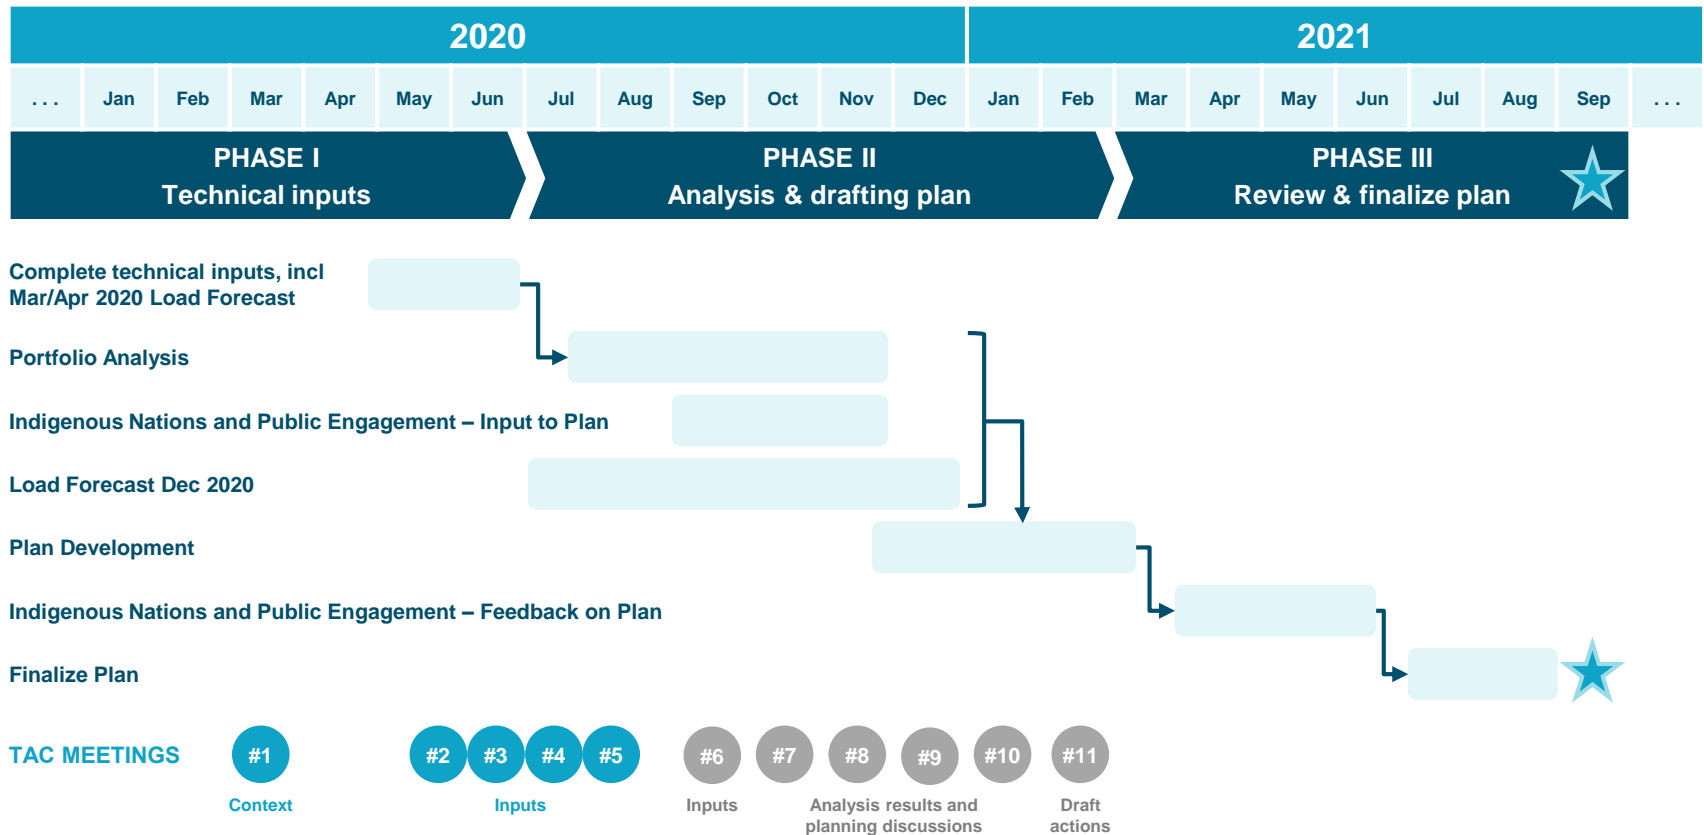 2020 2021
. . . Jan Feb Mar Apr May Jun Jul Aug Sep Oct Nov Dec Jan Feb Mar Apr May Jun Jul Aug Sep . . .
PHASE I PHASE II PHASE III
Technical inputs Analysis & drafting plan Review & finalize plan
Complete technical inputs, incl
Mar/Apr 2020 Load Forecast
Portfolio Analysis
Indigenous Nations and Public Engagement – Input to Plan
Load Forecast Dec 2020
Plan Development
Indigenous Nations and Public Engagement – Feedback on Plan
Finalize Plan
TAC MEETINGS #1 #2 #3 #4 #5 #6 #7 #8 #9 #10 #11
Context Inputs Inputs Analysis results and Draft
planning discussions actions